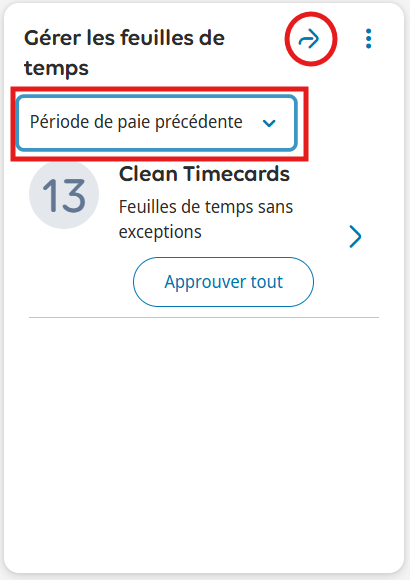 Gérer les feuilles de
temps
Période de paie précédente
13
Clean Timecards
Feuilles de temps sans
exceptions
Approuver tout